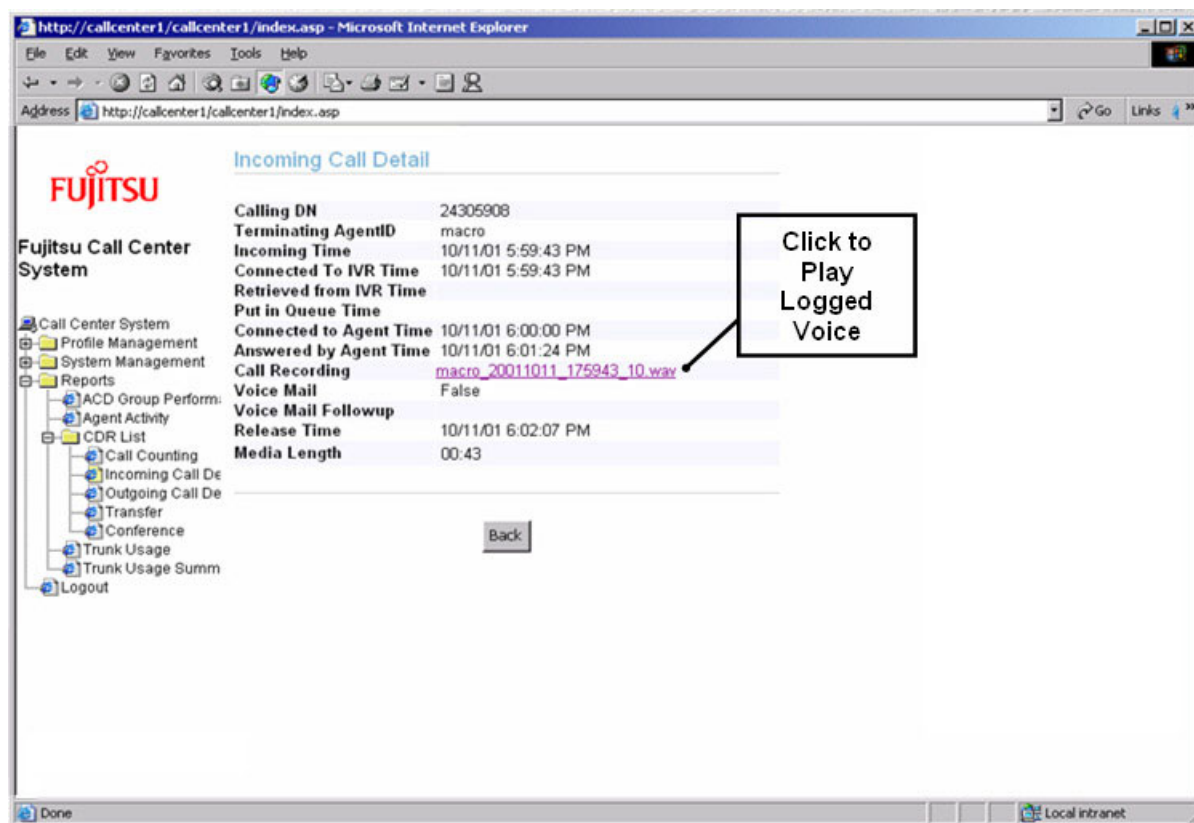 http://callcenter1/callcenter1/index.asp - Microsoft Internet Explorer
File Edit View Favorites Tools Help
Address http://callcenter1/callcenter1/index.asp Go Links »
FUJITSU
Fujitsu Call Center
System
Call Center System
Profile Management
System Management
Reports
ACD Group Perform
Agent Activity
CDR List
Call Counting
Incoming Call De
Outgoing Call De
Transfer
Conference
Trunk Usage
Trunk Usage Summ
Logout
Incoming Call Detail
Calling DN 24305908
Terminating AgentID macro
Incoming Time 10/11/01 5:59:43 PM
Connected To IVR Time 10/11/01 5:59:43 PM
Retrieved from IVR Time
Put in Queue Time
Connected to Agent Time 10/11/01 6:00:00 PM
Answered by Agent Time 10/11/01 6:01:24 PM
Call Recording macro_20011011_175943_10.wav
Voice Mail False
Voice Mail Followup
Release Time 10/11/01 6:02:07 PM
Media Length 00:43
Back
Click to
Play
Logged
Voice
Done Local intranet